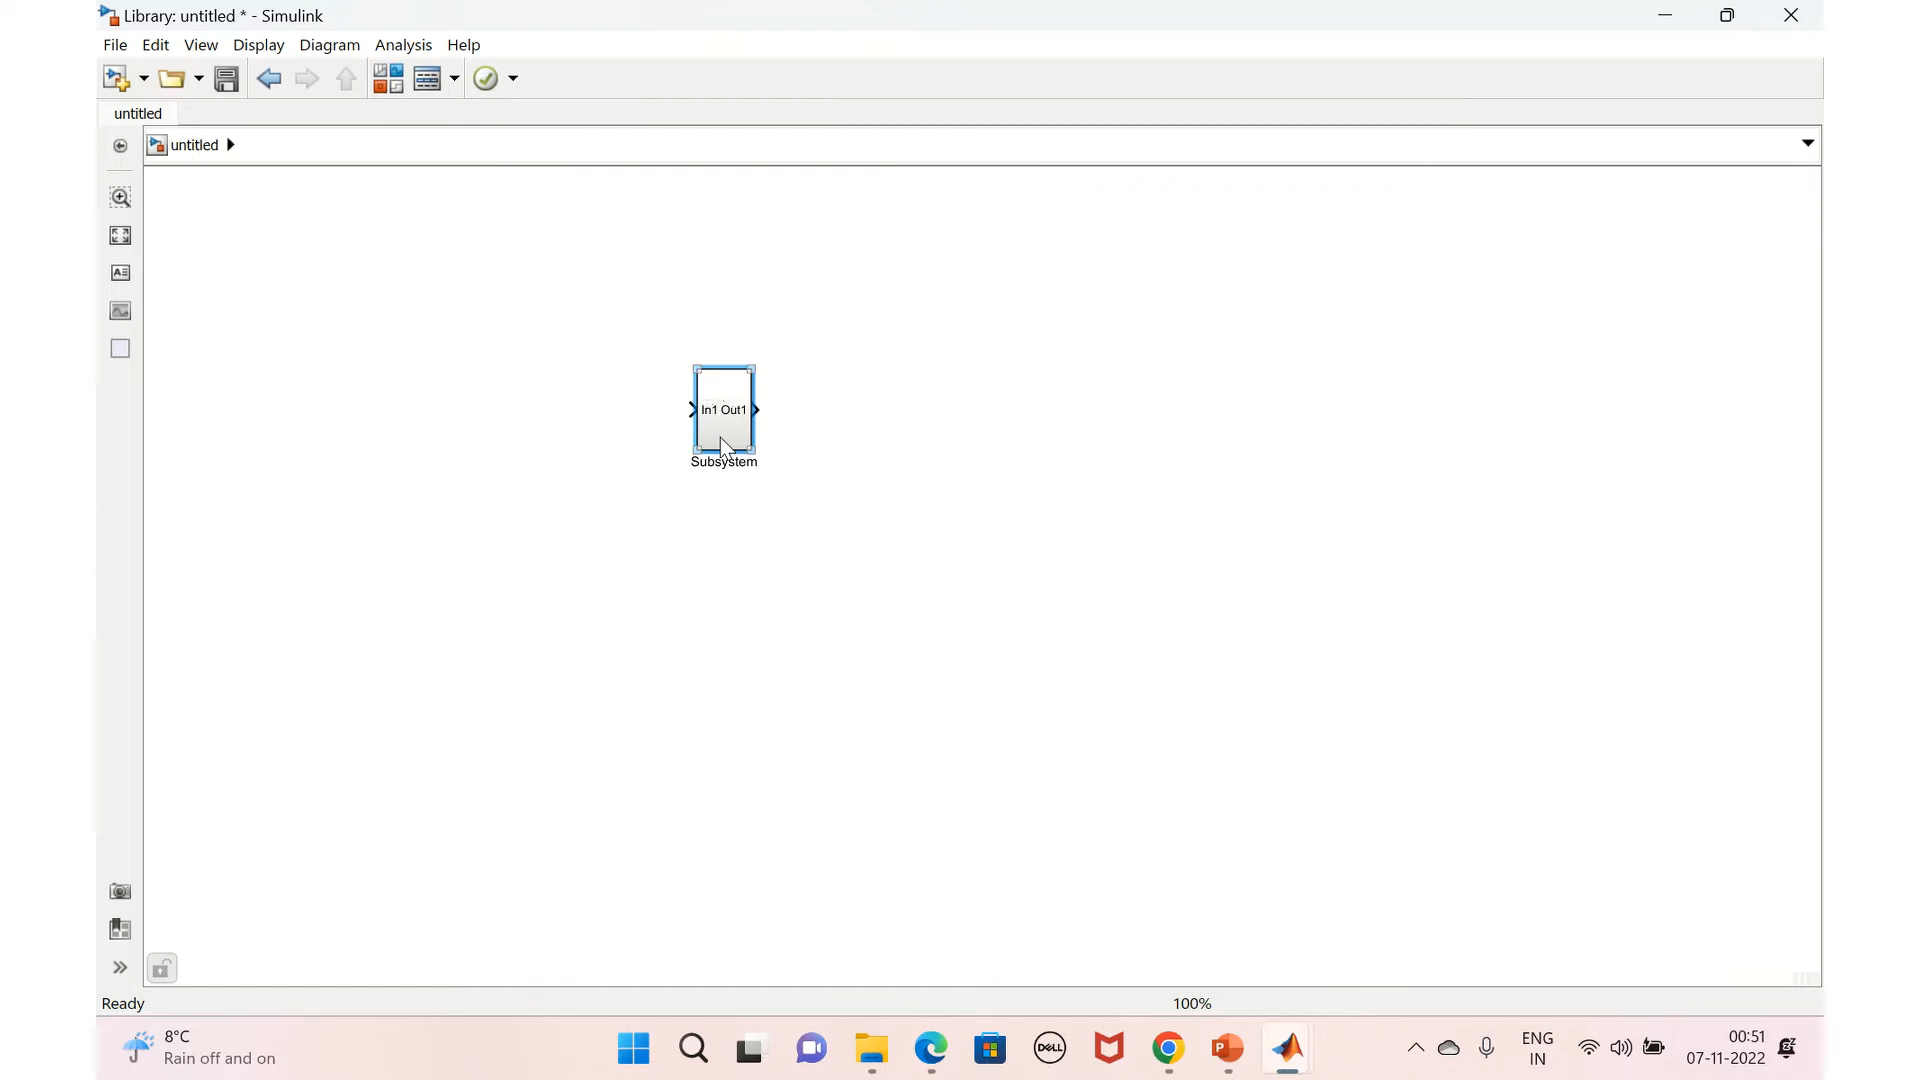 Library: untitled * - Simulink
File Edit View Display Diagram Analysis Help
untitled
untitled
In1 Out1
Subsystem
Ready
100%
8°C
Rain off and on
DELL
P
ENG
IN
00:51
07-11-2022